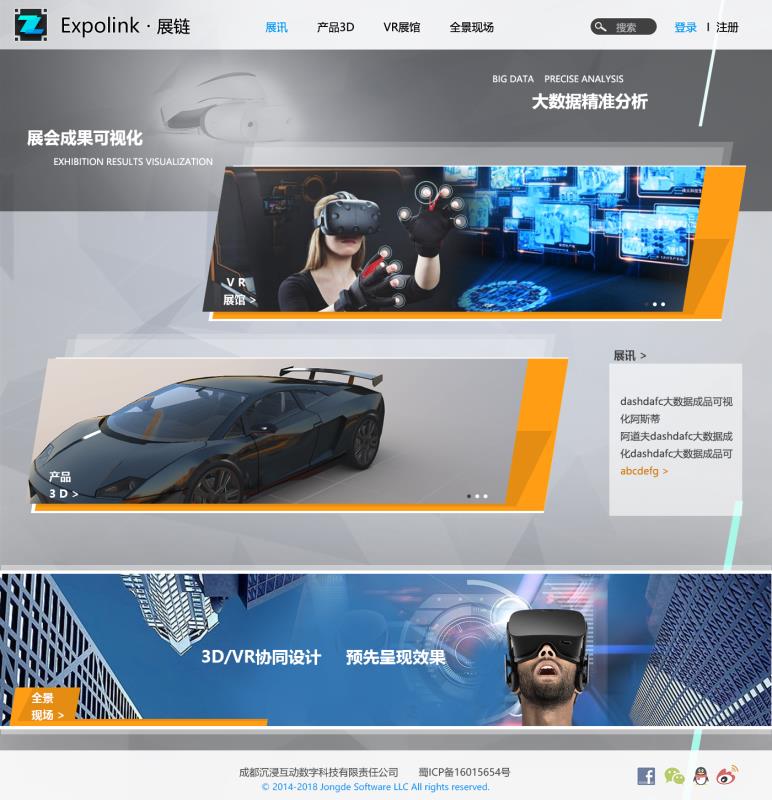 Expolink · 展链
展讯 产品3D VR展馆 全景现场
搜索
登录 | 注册
BIG DATA PRECISE ANALYSIS
大数据精准分析
展会成果可视化
EXHIBITION RESULTS VISUALIZATION
VR
展馆 >
展讯 >
dashdafc大数据成品可视
化阿斯蒂
阿道夫dashdafc大数据成
化dashdafc大数据成品可
abcdefg >
产品
3D >
3D/VR协同设计 预先呈现效果
全景
现场 >
成都沉浸互动数字科技有限责任公司 蜀ICP备16015654号
© 2014-2018 Jongde Software LLC All rights reserved.